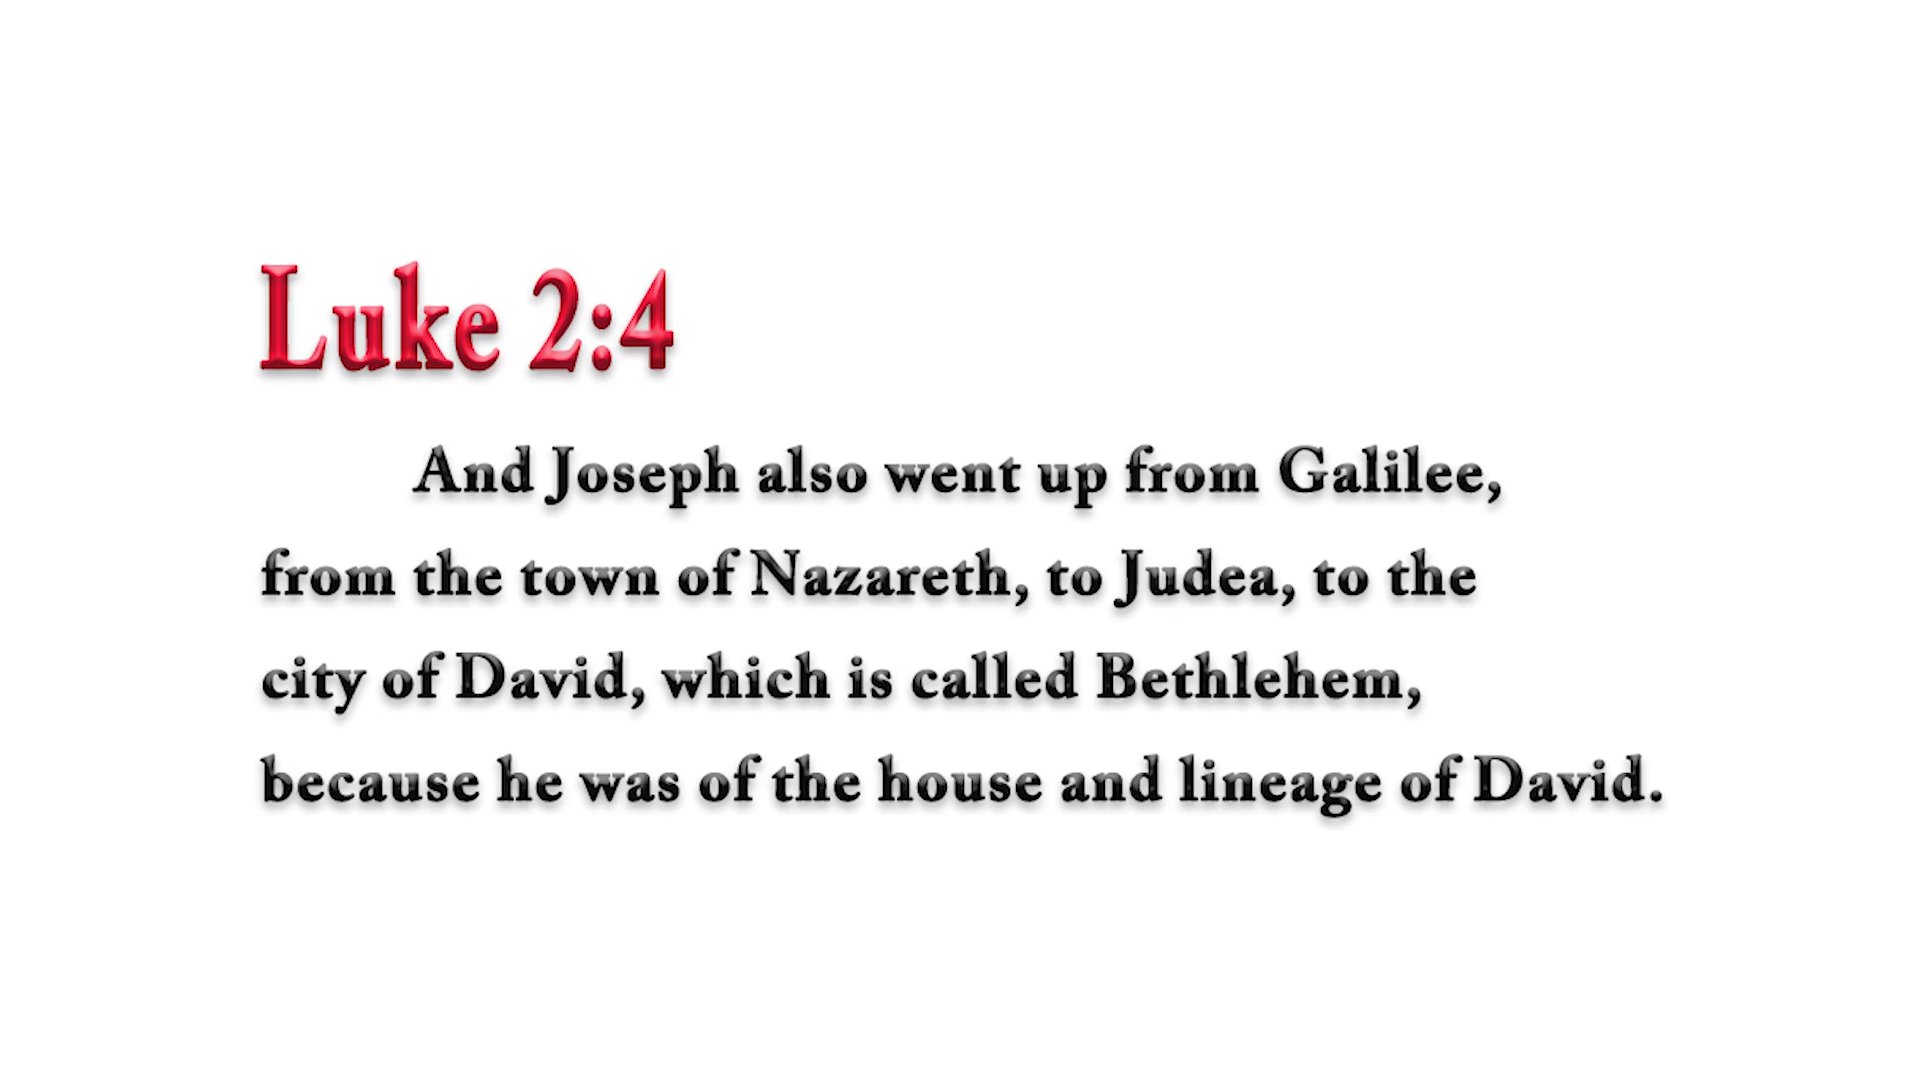 Luke 2:4
And Joseph also went up from Galilee,
from the town of Nazareth, to Judea, to the
city of David, which is called Bethlehem,
because he was of the house and lineage of David.